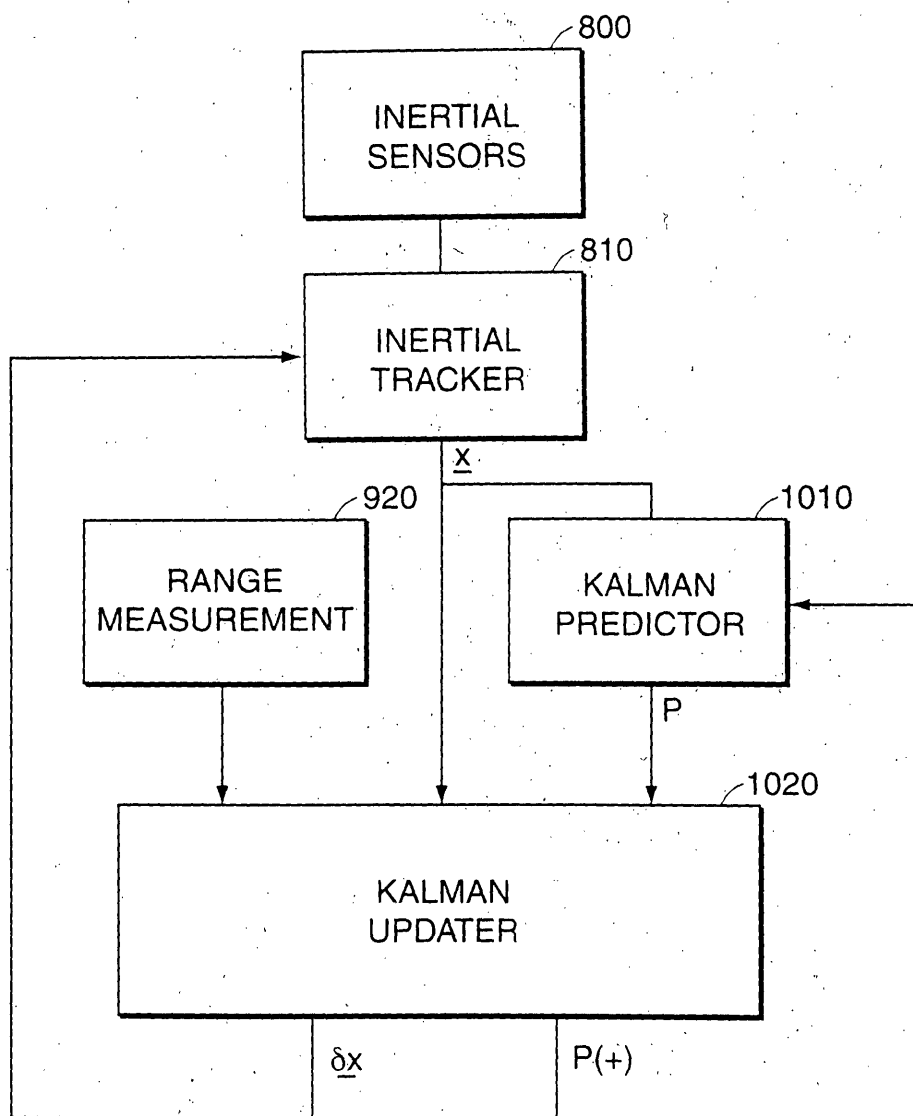 800
INERTIAL
SENSORS
810
INERTIAL
TRACKER
x
920
RANGE
MEASUREMENT
1010
KALMAN
PREDICTOR
P
1020
KALMAN
UPDATER
δx
P(+)